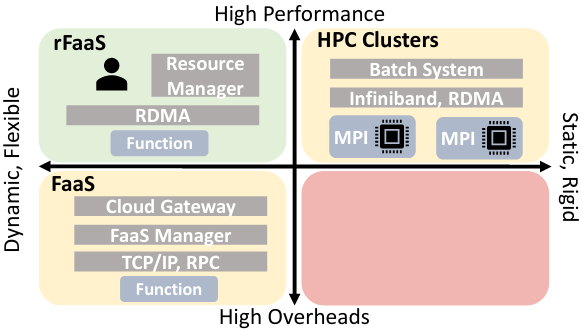 High Performance
rFaaS
Resource
Manager
RDMA
Function
HPC Clusters
Batch System
Infiniband, RDMA
MPI
MPI
Dynamic, Flexible
Static, Rigid
FaaS
Cloud Gateway
FaaS Manager
TCP/IP, RPC
Function
High Overheads